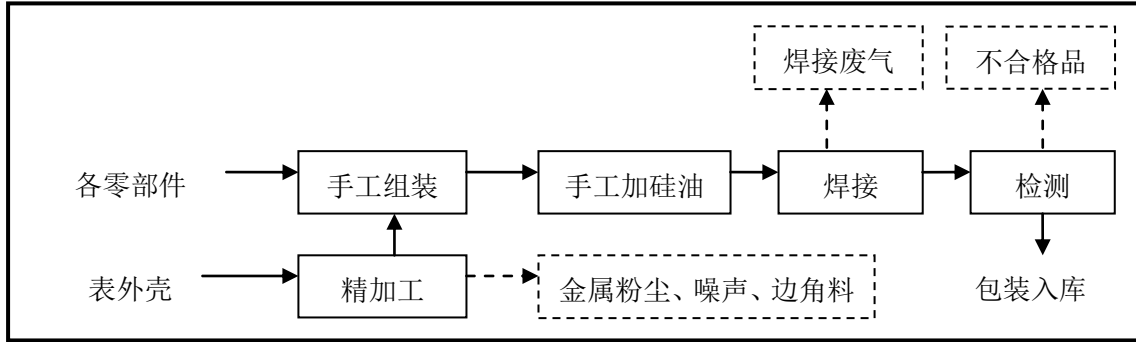 焊接废气
不合格品
各零部件
手工组装
手工加硅油
焊接
检测
表外壳
精加工
金属粉尘、噪声、边角料
包装入库